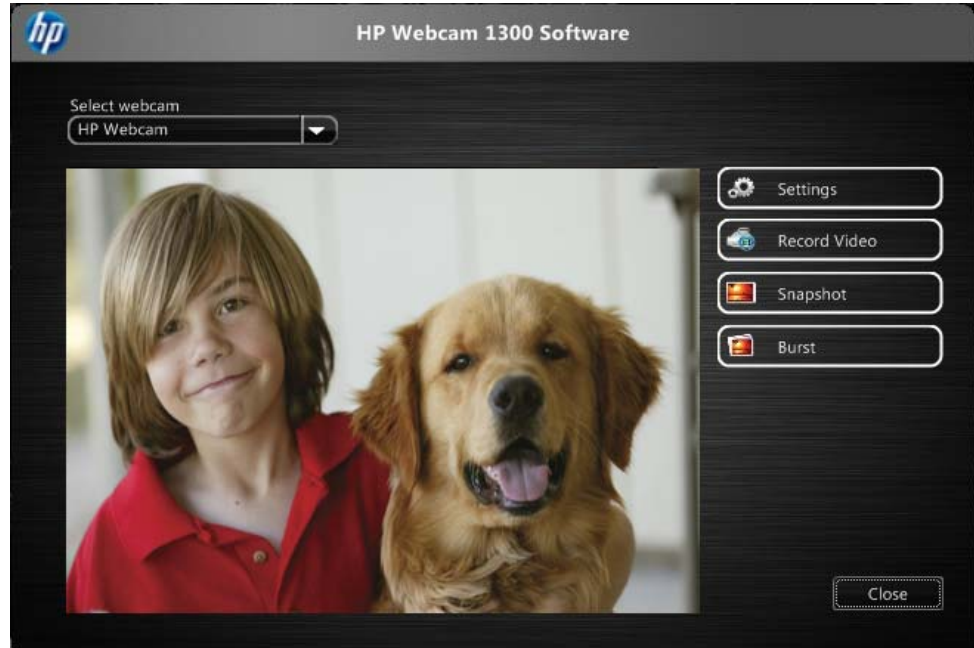 hp
HP Webcam 1300 Software
Select webcam
HP Webcam
Settings
Record Video
Snapshot
Burst
Close